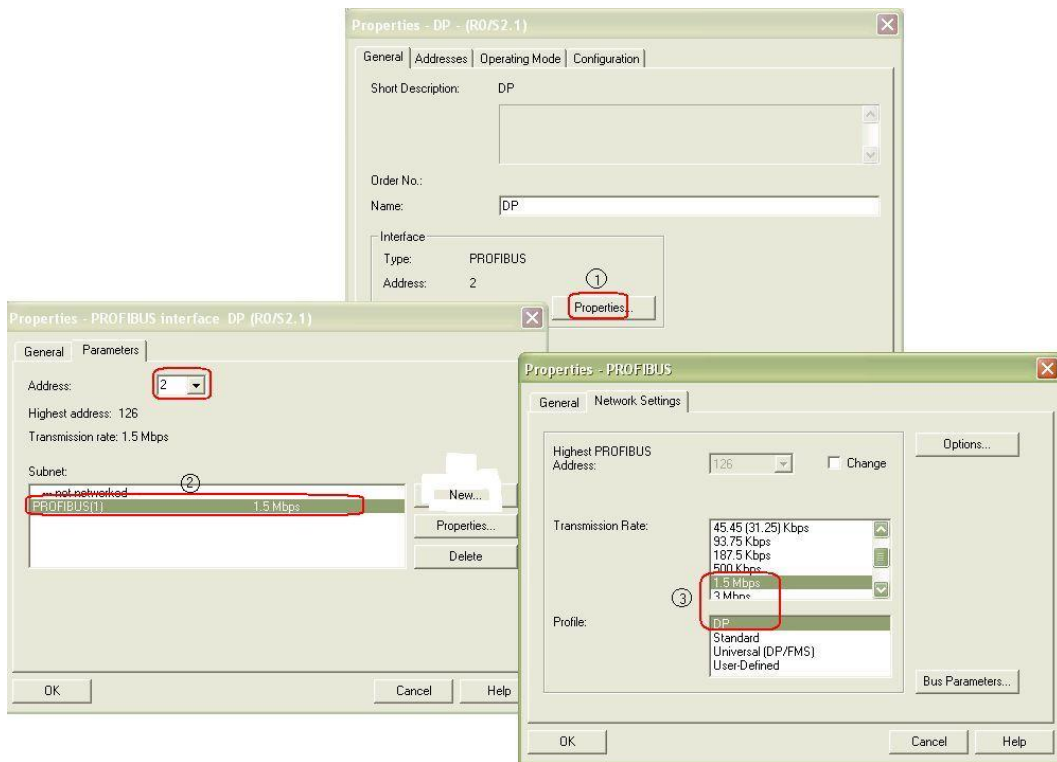 Properties - DP - (R0/S2.1)
General Addresses Operating Mode Configuration
Short Description: DP
Order No.:
Name: DP
Interface
Type: PROFIBUS
Address: 2
1
Properties...
Properties - PROFIBUS interface DP (R0/S2.1)
General Parameters
Address: 2
Highest address: 126
Transmission rate: 1.5 Mbps
Subnet:
2
--- not networked
PROFIBUS(1) 1.5 Mbps
New...
Properties...
Delete
OK Cancel Help
Properties - PROFIBUS
General Network Settings
Highest PROFIBUS
Address: 126 Change
Options...
Transmission Rate: 45.45 (31.25) Kbps
93.75 Kbps
187.5 Kbps
500 Kbps
1.5 Mbps
3 Mbps
3
Profile: DP
Standard
Universal (DP/FMS)
User-Defined
Bus Parameters...
OK Cancel Help